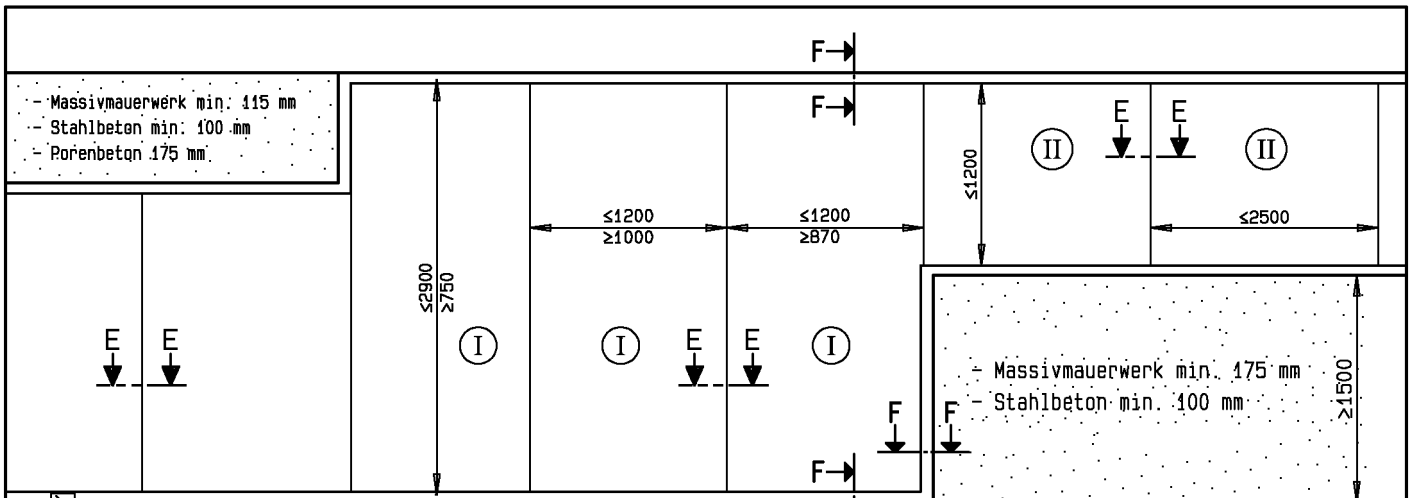 F
F
- Massivmauerwerk min. 115 mm
- Stahlbeton min. 100 mm
- Porenbeton 175 mm
E E
II
II
≤1200
≤1200
≥1000
≤1200
≥870
≤2500
≤2900
≥750
E E
I
I
E E
I
- Massivmauerwerk min. 175 mm
- Stahlbeton min. 100 mm
≥1500
F F
F